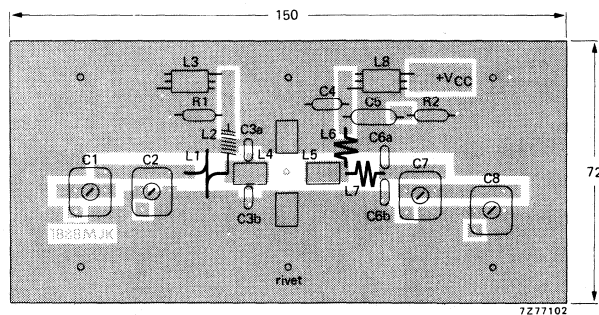 150
L3
L8
+VCC
C4
R1
C5
R2
L2
C3a
L6
C6a
72
C1
C2
L1
L4
L5
C7
C8
L7
C3b
C6b
1888MJK
rivet
7Z77102